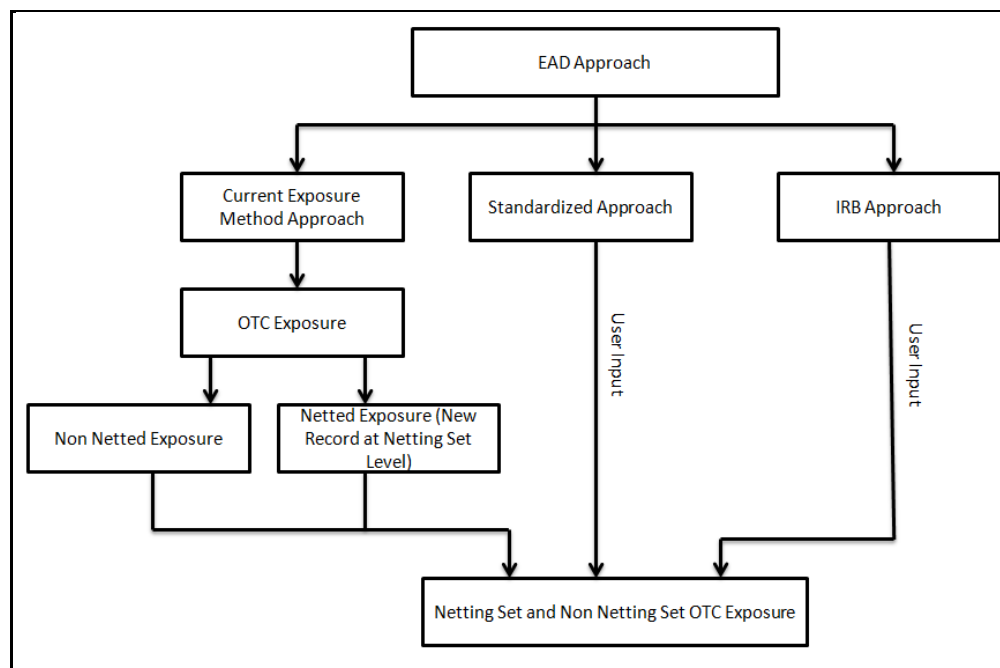 EAD Approach
Current Exposure
Method Approach
Standardized Approach
IRB Approach
OTC Exposure
User Input
User Input
Non Netted Exposure
Netted Exposure (New
Record at Netting Set
Level)
Netting Set and Non Netting Set OTC Exposure